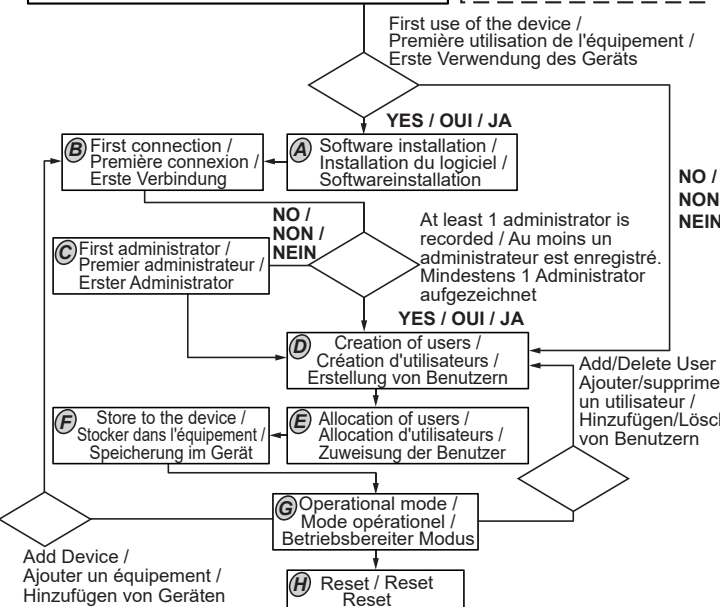 First use of the device /
Première utilisation de l'équipement /
Erste Verwendung des Geräts
YES / OUI / JA
B First connection /
Première connexion /
Erste Verbindung
A Software installation /
Installation du logiciel /
Softwareinstallation
NO /
NON
NEIN
NO /
NON /
NEIN
At least 1 administrator is
recorded / Au moins un
administrateur est enregistré.
Mindestens 1 Administrator
aufgezeichnet
C First administrator /
Premier administrateur /
Erster Administrator
YES / OUI / JA
D Creation of users /
Création d'utilisateurs /
Erstellung von Benutzern
Add/Delete User
Ajouter/supprime
un utilisateur /
Hinzufügen/Lösch
von Benutzern
F Store to the device /
Stocker dans l'équipement /
Speicherung im Gerät
E Allocation of users /
Allocation d'utilisateurs /
Zuweisung der Benutzer
G Operational mode /
Mode opérationel /
Betriebsbereiter Modus
Add Device /
Ajouter un équipement /
Hinzufügen von Geräten
H Reset / Reset
Reset